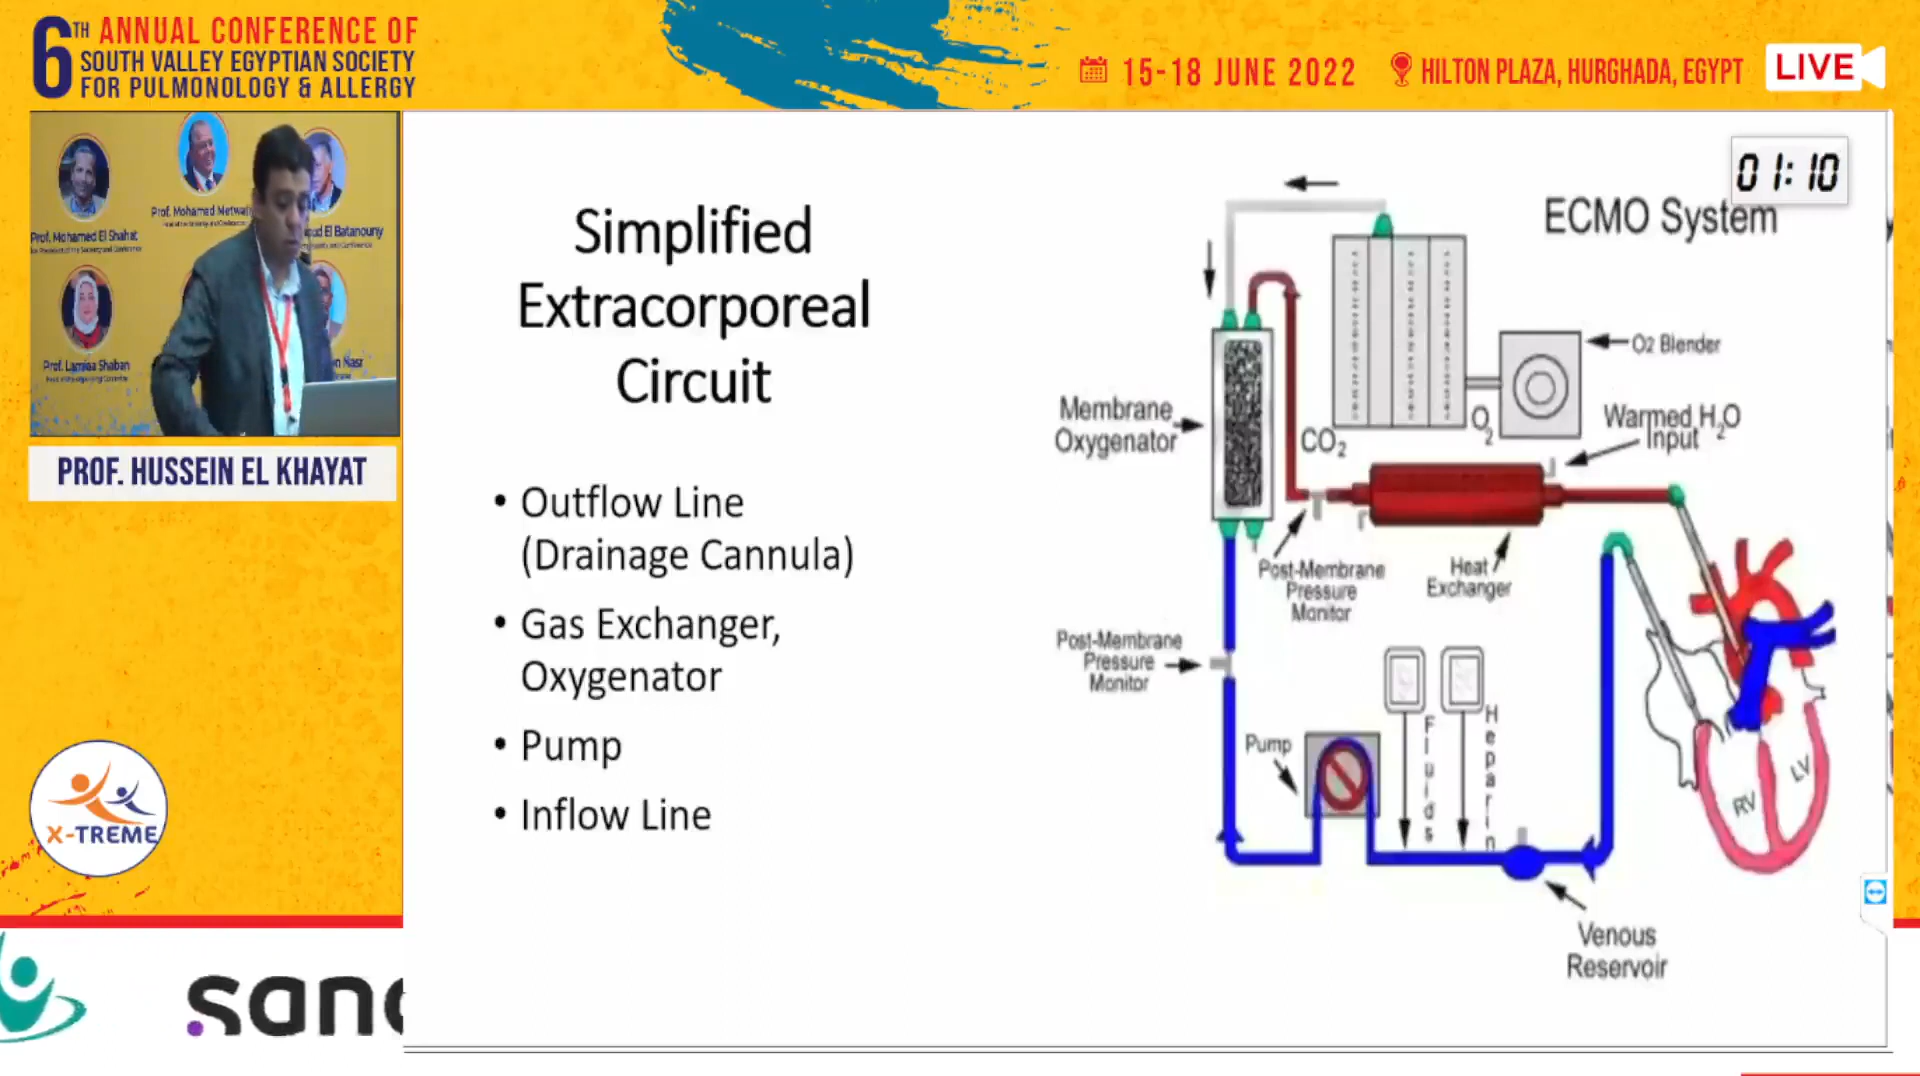 6TH ANNUAL CONFERENCE OF
SOUTH VALLEY EGYPTIAN SOCIETY
FOR PULMONOLOGY & ALLERGY
15-18 JUNE 2022
HILTON PLAZA, HURGHADA, EGYPT
LIVE
Prof. Mohamed Metwally
Prof. Mohamed El Shahat
El Batanouny
Prof. Lamiaa Shaban
Nasr
PROF. HUSSEIN EL KHAYAT
X-TREME
Simplified
Extracorporeal
Circuit
• Outflow Line
(Drainage Cannula)
• Gas Exchanger,
Oxygenator
• Pump
• Inflow Line
01:10
ECMO System
O2 Blender
Membrane
Oxygenator
CO2
O2
Warmed H2O
Input
Post-Membrane
Pressure
Monitor
Heat
Exchanger
Post-Membrane
Pressure
Monitor
Pump
Fluids
Heparin
RV
LV
Venous
Reservoir